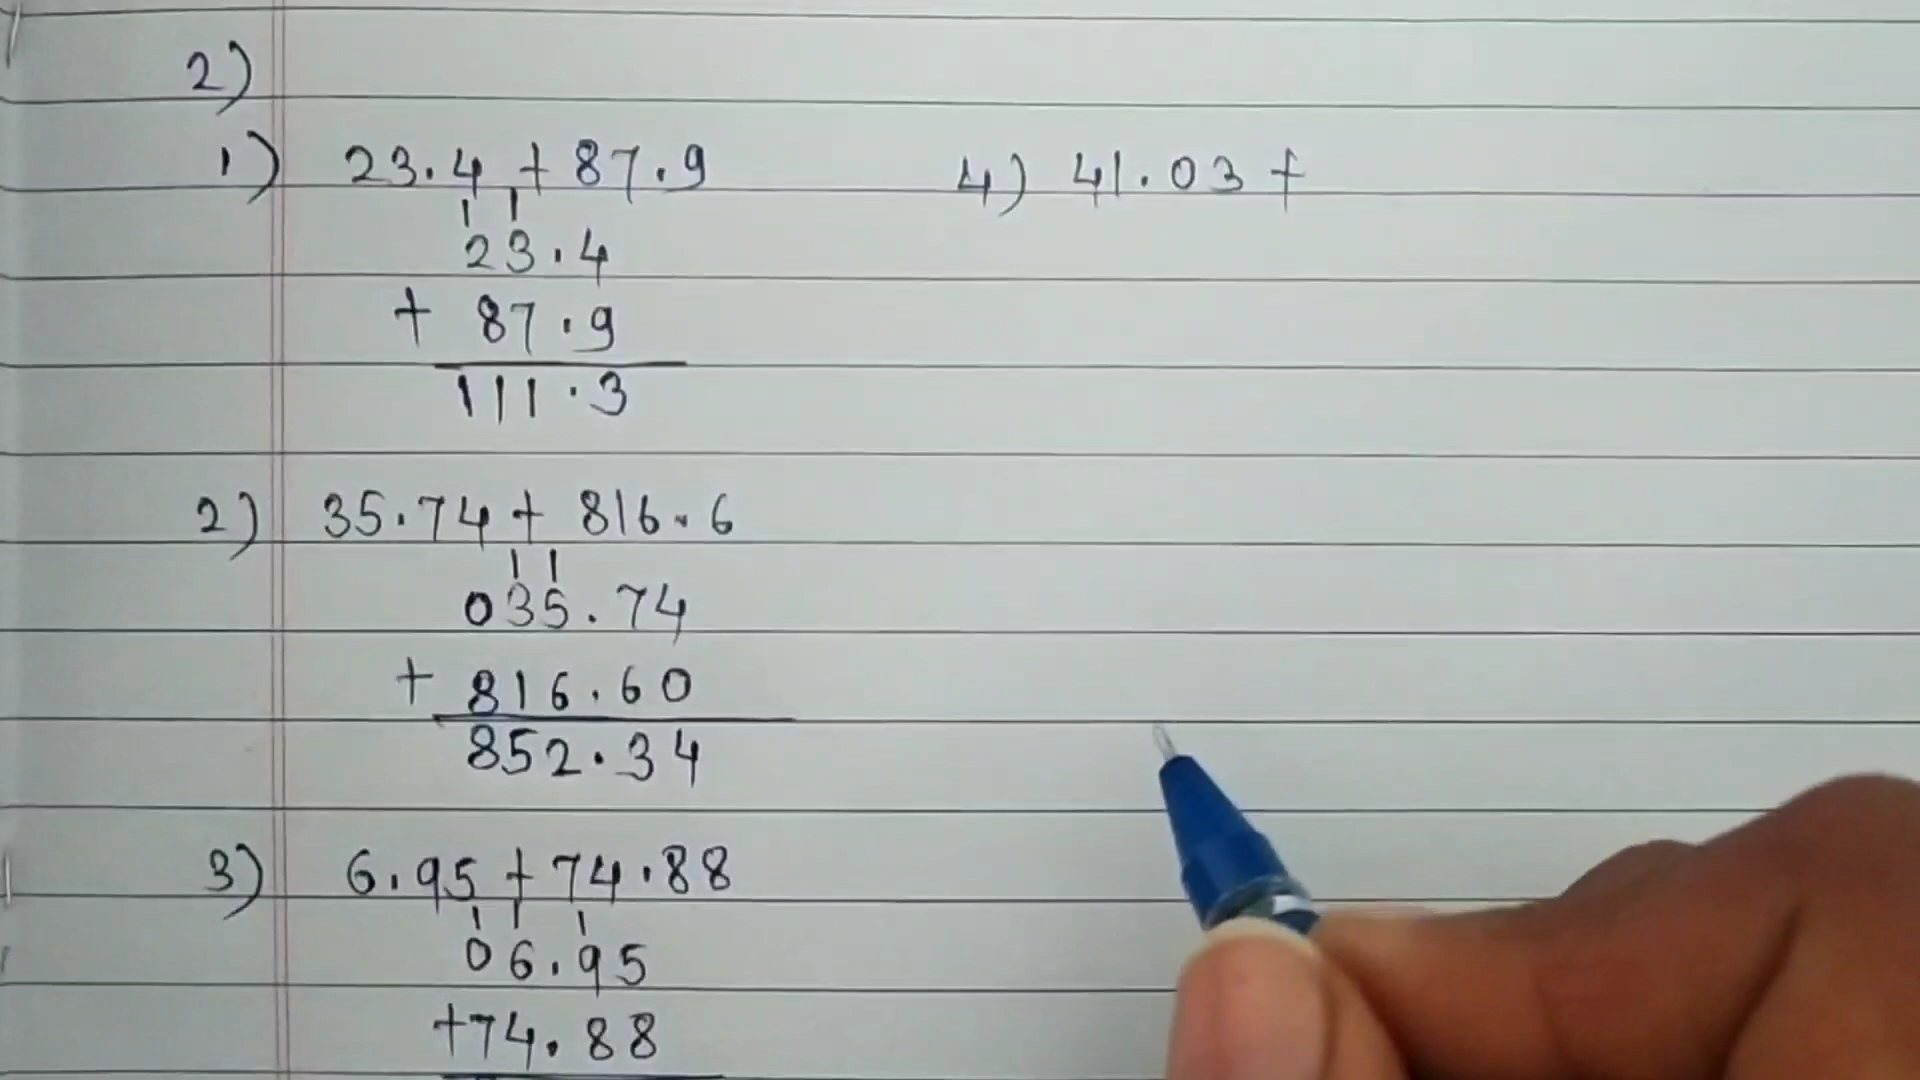 2)
1) 23.4 + 87.9
1 1
23.4
+ 87.9
111.3
2) 35.74 + 816.6
1 1
035.74
+ 816.60
852.34
3) 6.95 + 74.88
1 1 1
06.95
+74.88
4) 41.03 +